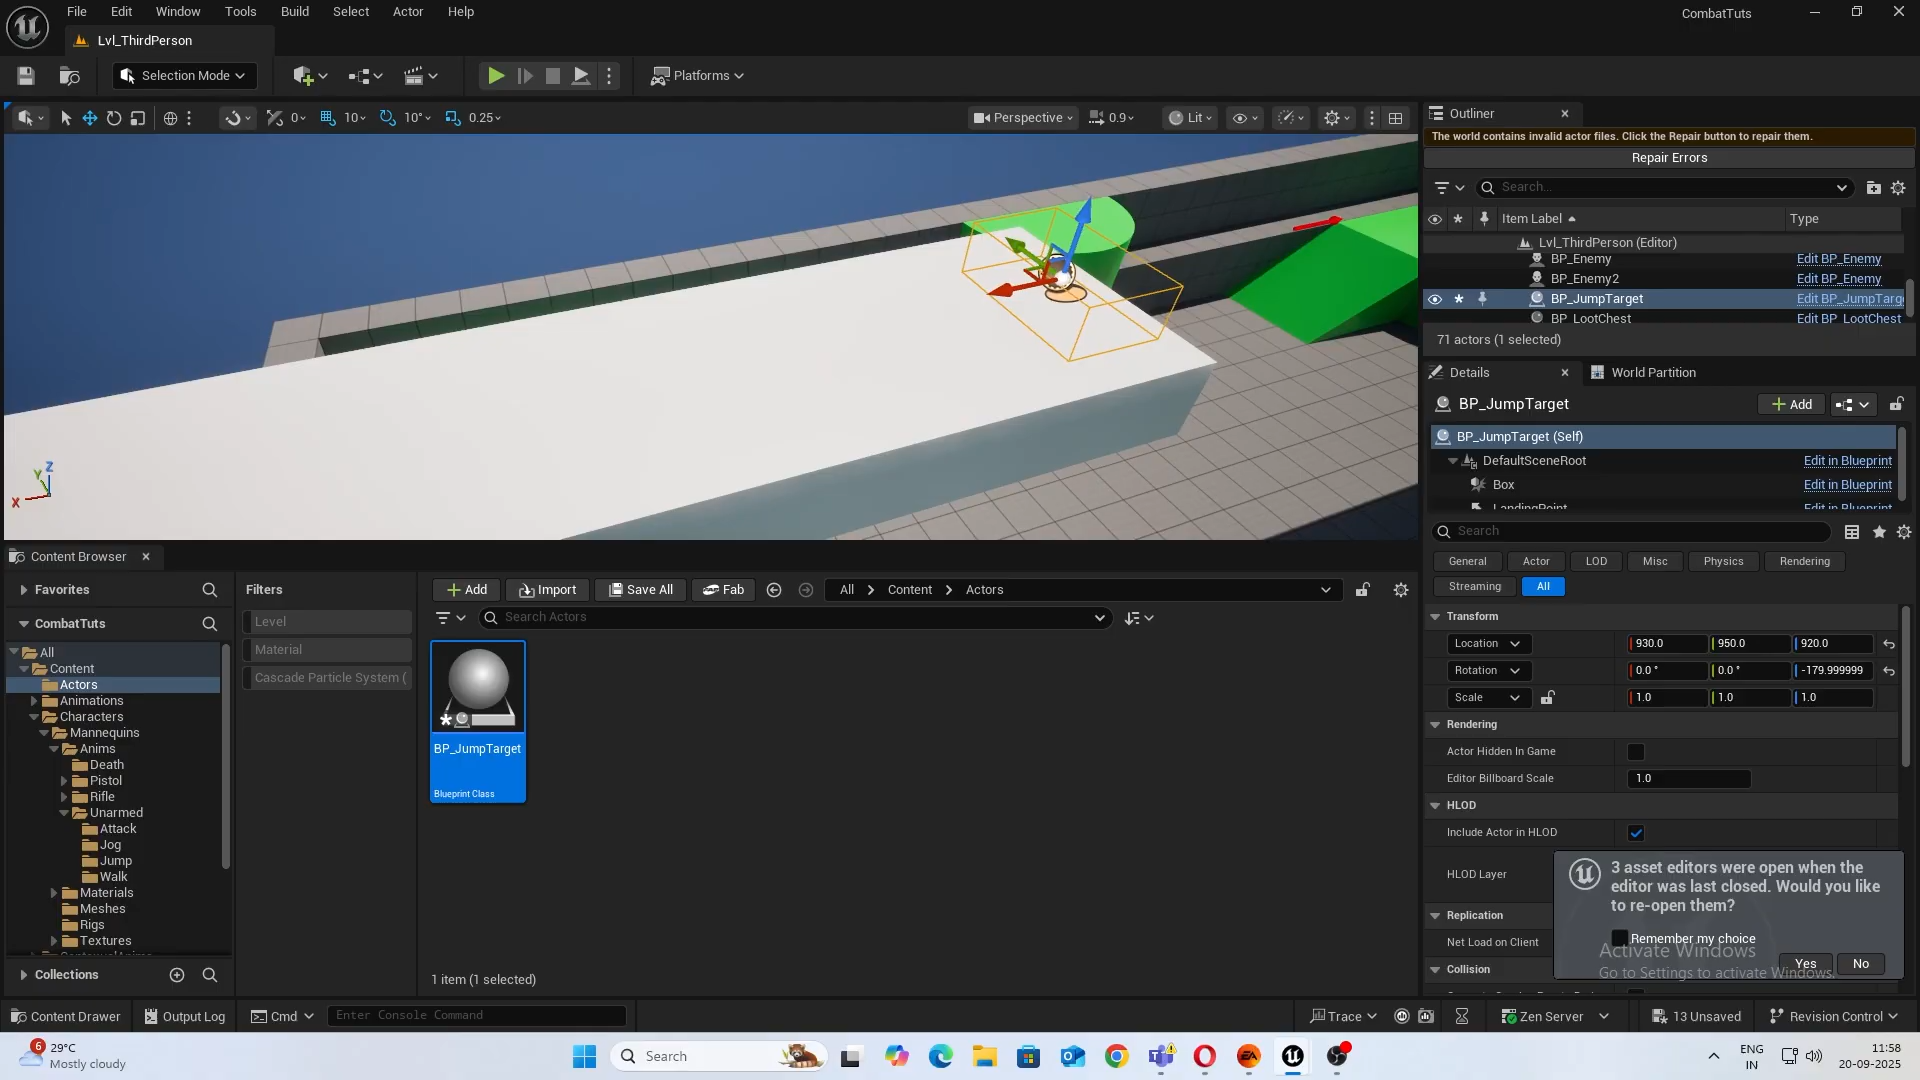 File Edit Window Tools Build Select Actor Help
CombatTuts
Lvl_ThirdPerson
Selection Mode
Platforms
0 10 10° 0.25
Perspective 0.9 Lit
Outliner
The world contains invalid actor files. Click the Repair button to repair them.
Repair Errors
Search...
Item Label Type
Lvl_ThirdPerson (Editor)
BP_Enemy Edit BP_Enemy
BP_Enemy2 Edit BP_Enemy
BP_JumpTarget Edit BP_JumpTarg
BP_LootChest Edit BP_LootChest
71 actors (1 selected)
Details World Partition
BP_JumpTarget Add
BP_JumpTarget (Self)
DefaultSceneRoot Edit in Blueprint
Box Edit in Blueprint
LandingPoint Edit in Blueprint
Search
General Actor LOD Misc Physics Rendering
Streaming All
Transform
Location 930.0 950.0 920.0
Rotation 0.0 ° 0.0 ° -179.999999
Scale 1.0 1.0 1.0
Rendering
Actor Hidden In Game
Editor Billboard Scale 1.0
HLOD
Include Actor in HLOD
HLOD Layer
Replication
Net Load on Client
Collision
3 asset editors were open when the
editor was last closed. Would you like
to re-open them?
Remember my choice
Yes No
Activate Windows
Go to Settings to activate Windows.
Z
Y
X
Content Browser
Favorites
CombatTuts
All
Content
Actors
Animations
Characters
Mannequins
Anims
Death
Pistol
Rifle
Unarmed
Attack
Jog
Jump
Walk
Materials
Meshes
Rigs
Textures
Collections
Filters
Level
Material
Cascade Particle System (
Add Import Save All Fab All Content Actors
Search Actors
BP_JumpTarget
Blueprint Class
1 item (1 selected)
Content Drawer Output Log Cmd Enter Console Command Trace Zen Server 13 Unsaved Revision Control
6
29°C
Mostly cloudy
Search
EA
ENG
IN
11:58
20-09-2025